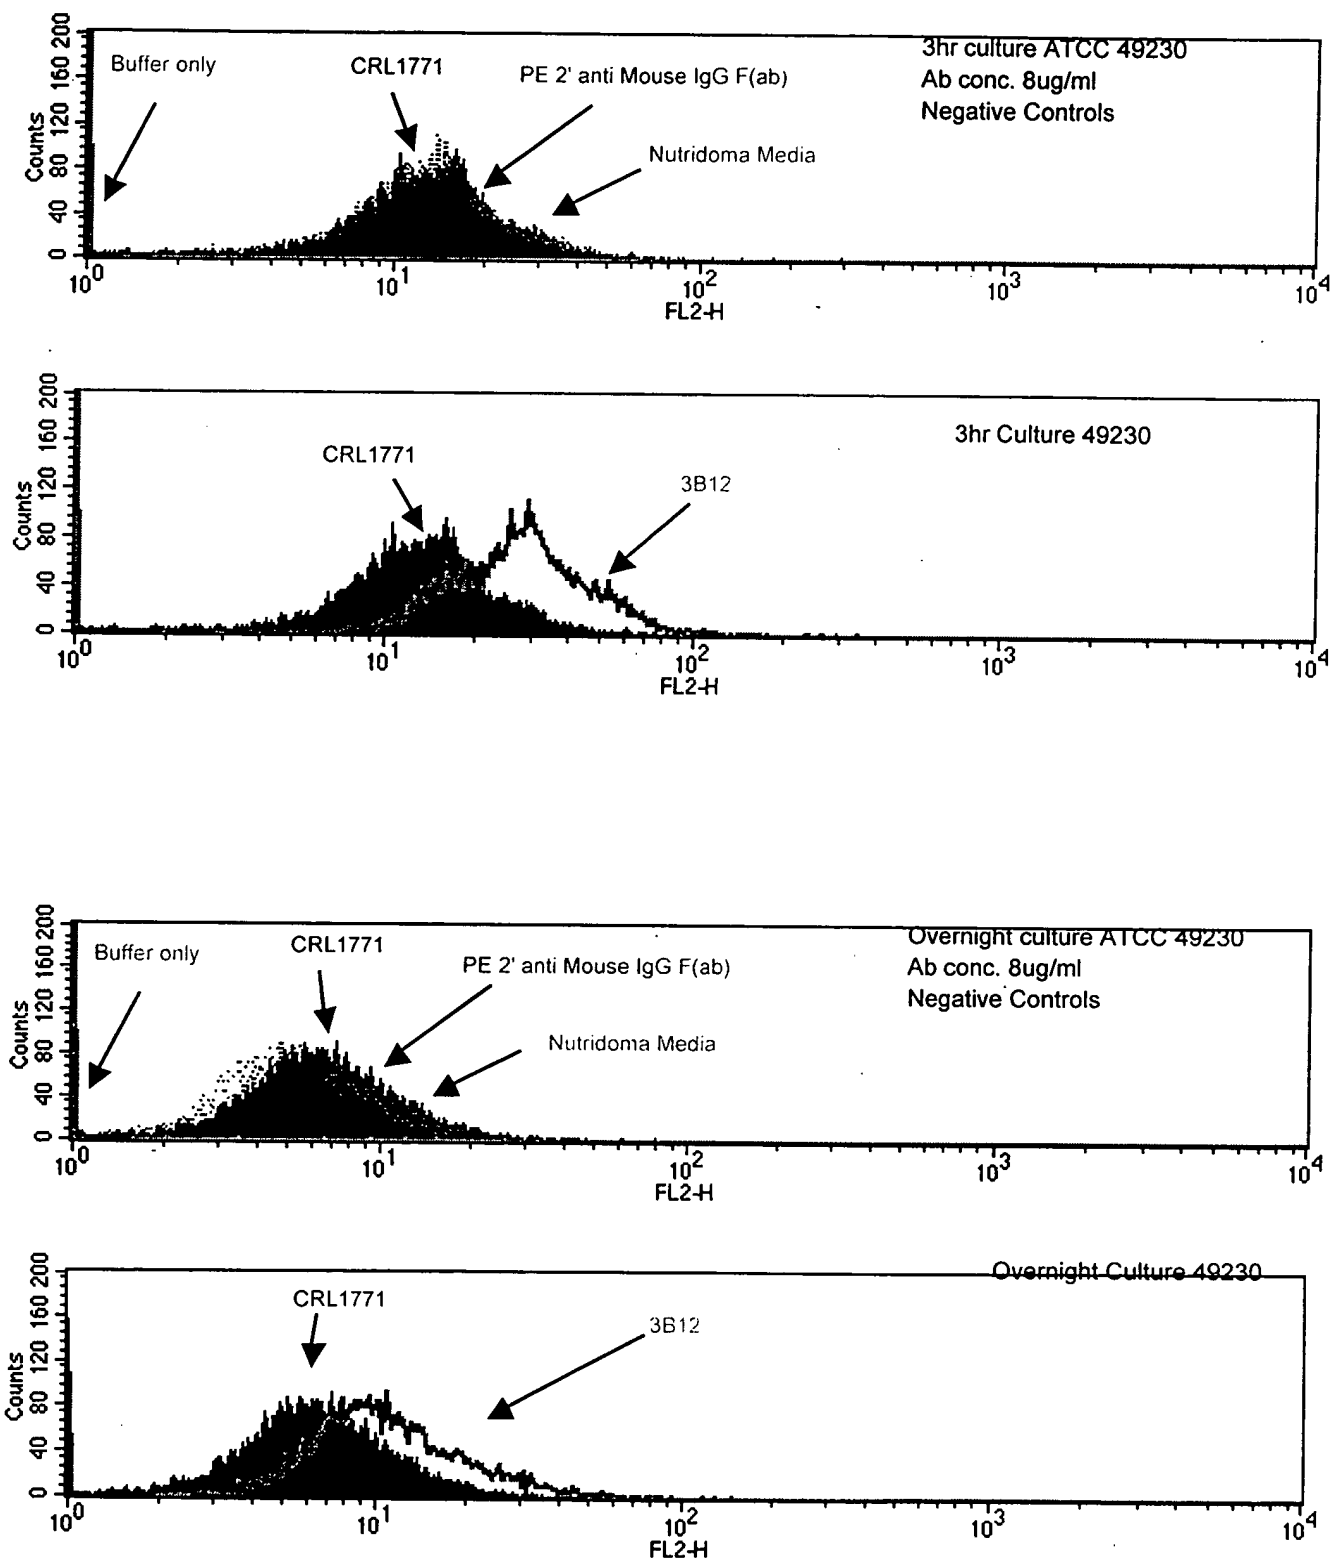 3hr culture ATCC 49230
Ab conc. 8ug/ml
Negative Controls
Buffer only
CRL1771
PE 2' anti Mouse IgG F(ab)
Nutridoma Media
Counts
200
160
120
80
40
0
10^0
10^1
10^2
10^3
10^4
FL2-H
3hr Culture 49230
CRL1771
3B12
Counts
200
160
120
80
40
0
10^0
10^1
10^2
10^3
10^4
FL2-H
Overnight culture ATCC 49230
Ab conc. 8ug/ml
Negative Controls
Buffer only
CRL1771
PE 2' anti Mouse IgG F(ab)
Nutridoma Media
Counts
200
160
120
80
40
0
10^0
10^1
10^2
10^3
10^4
FL2-H
Overnight Culture 49230
CRL1771
3B12
Counts
200
160
120
80
40
0
10^0
10^1
10^2
10^3
10^4
FL2-H